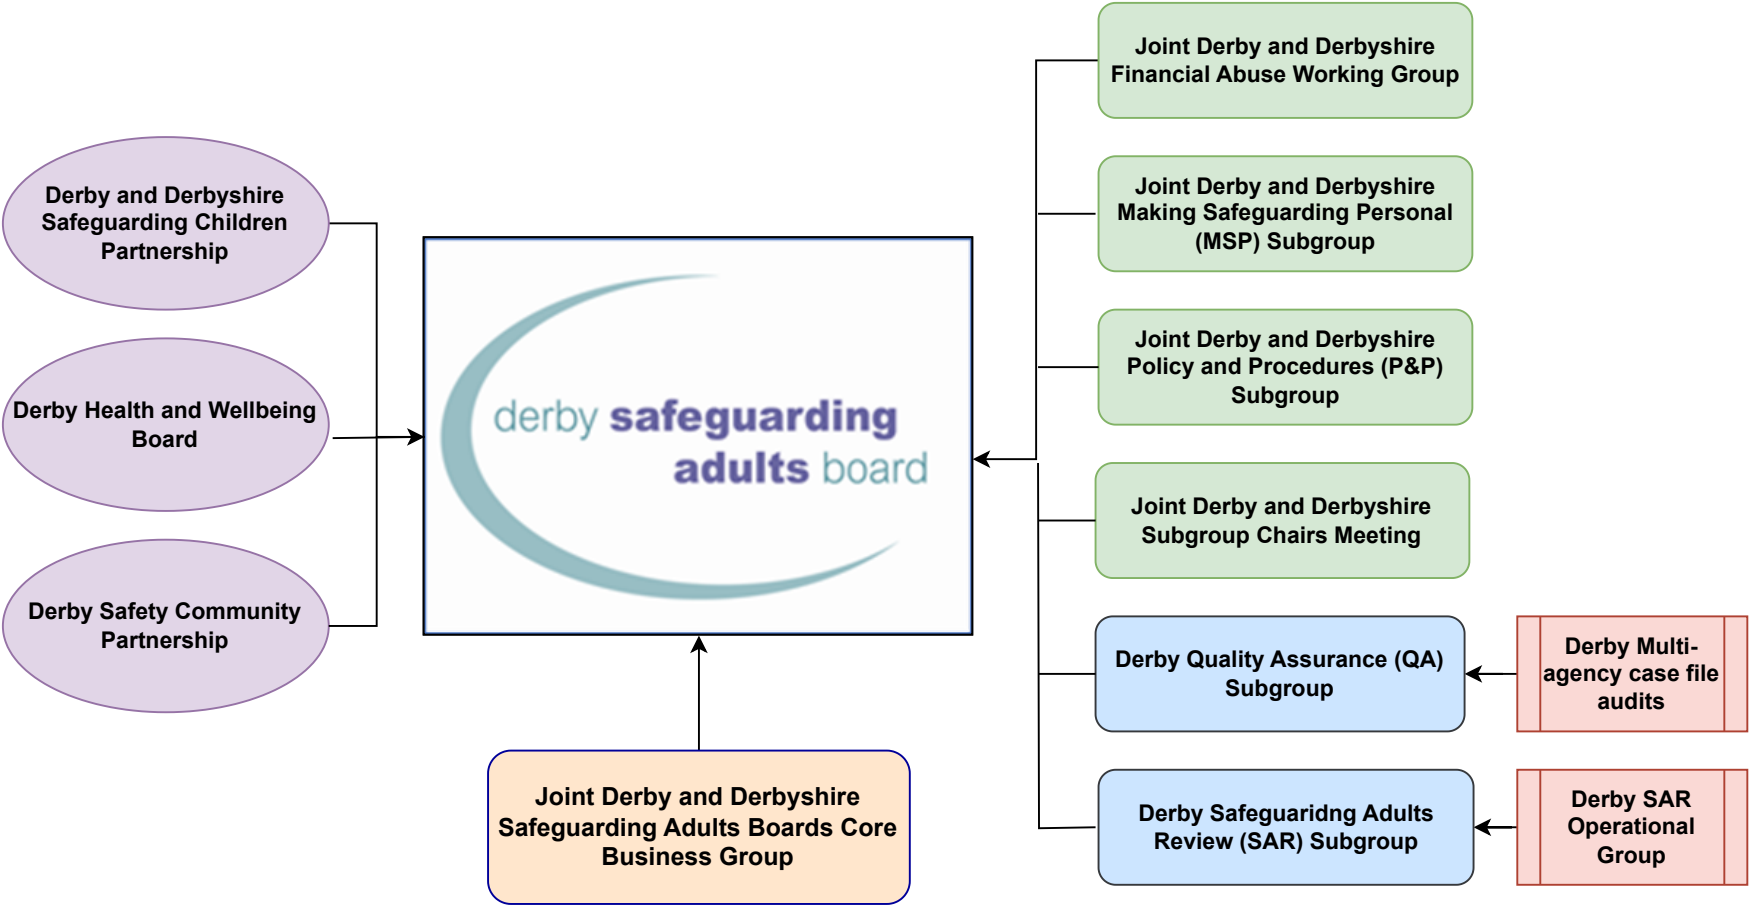 Derby and Derbyshire
Safeguarding Children
Partnership
Derby Health and Wellbeing
Board
Derby Safety Community
Partnership
derby safeguarding
adults board
Joint Derby and Derbyshire
Safeguarding Adults Boards Core
Business Group
Joint Derby and Derbyshire
Financial Abuse Working Group
Joint Derby and Derbyshire
Making Safeguarding Personal
(MSP) Subgroup
Joint Derby and Derbyshire
Policy and Procedures (P&P)
Subgroup
Joint Derby and Derbyshire
Subgroup Chairs Meeting
Derby Quality Assurance (QA)
Subgroup
Derby Multi-
agency case file
audits
Derby Safeguaridng Adults
Review (SAR) Subgroup
Derby SAR
Operational
Group